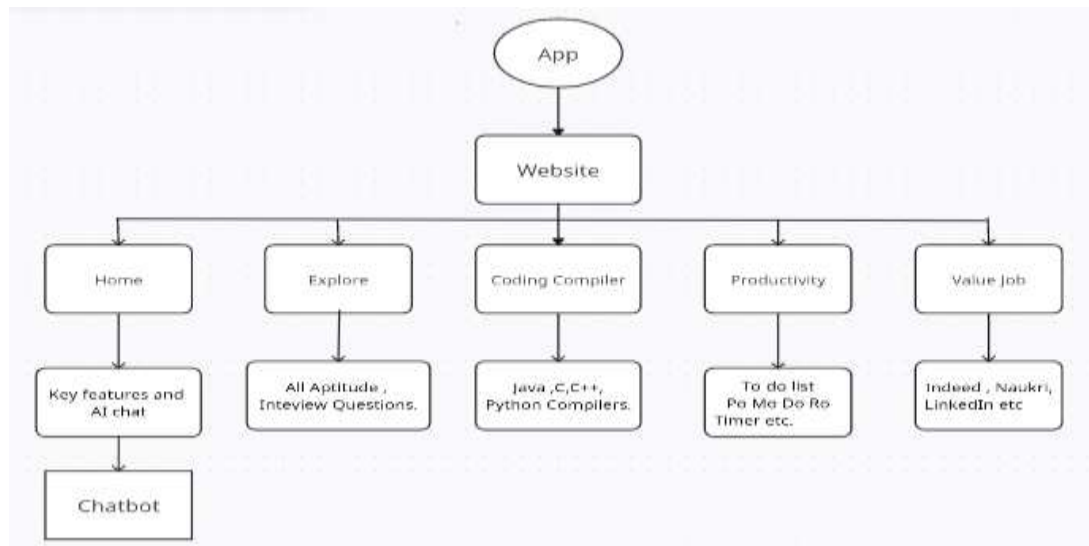 App
Website
Home
Explore
Coding Compiler
Productivity
Value Job
Key features and
AI chat
All Aptitude ,
Inteview Questions.
Java ,C,C++,
Python Compilers.
To do list
Po Mo Do Ro
Timer etc.
Indeed , Naukri,
LinkedIn etc
Chatbot